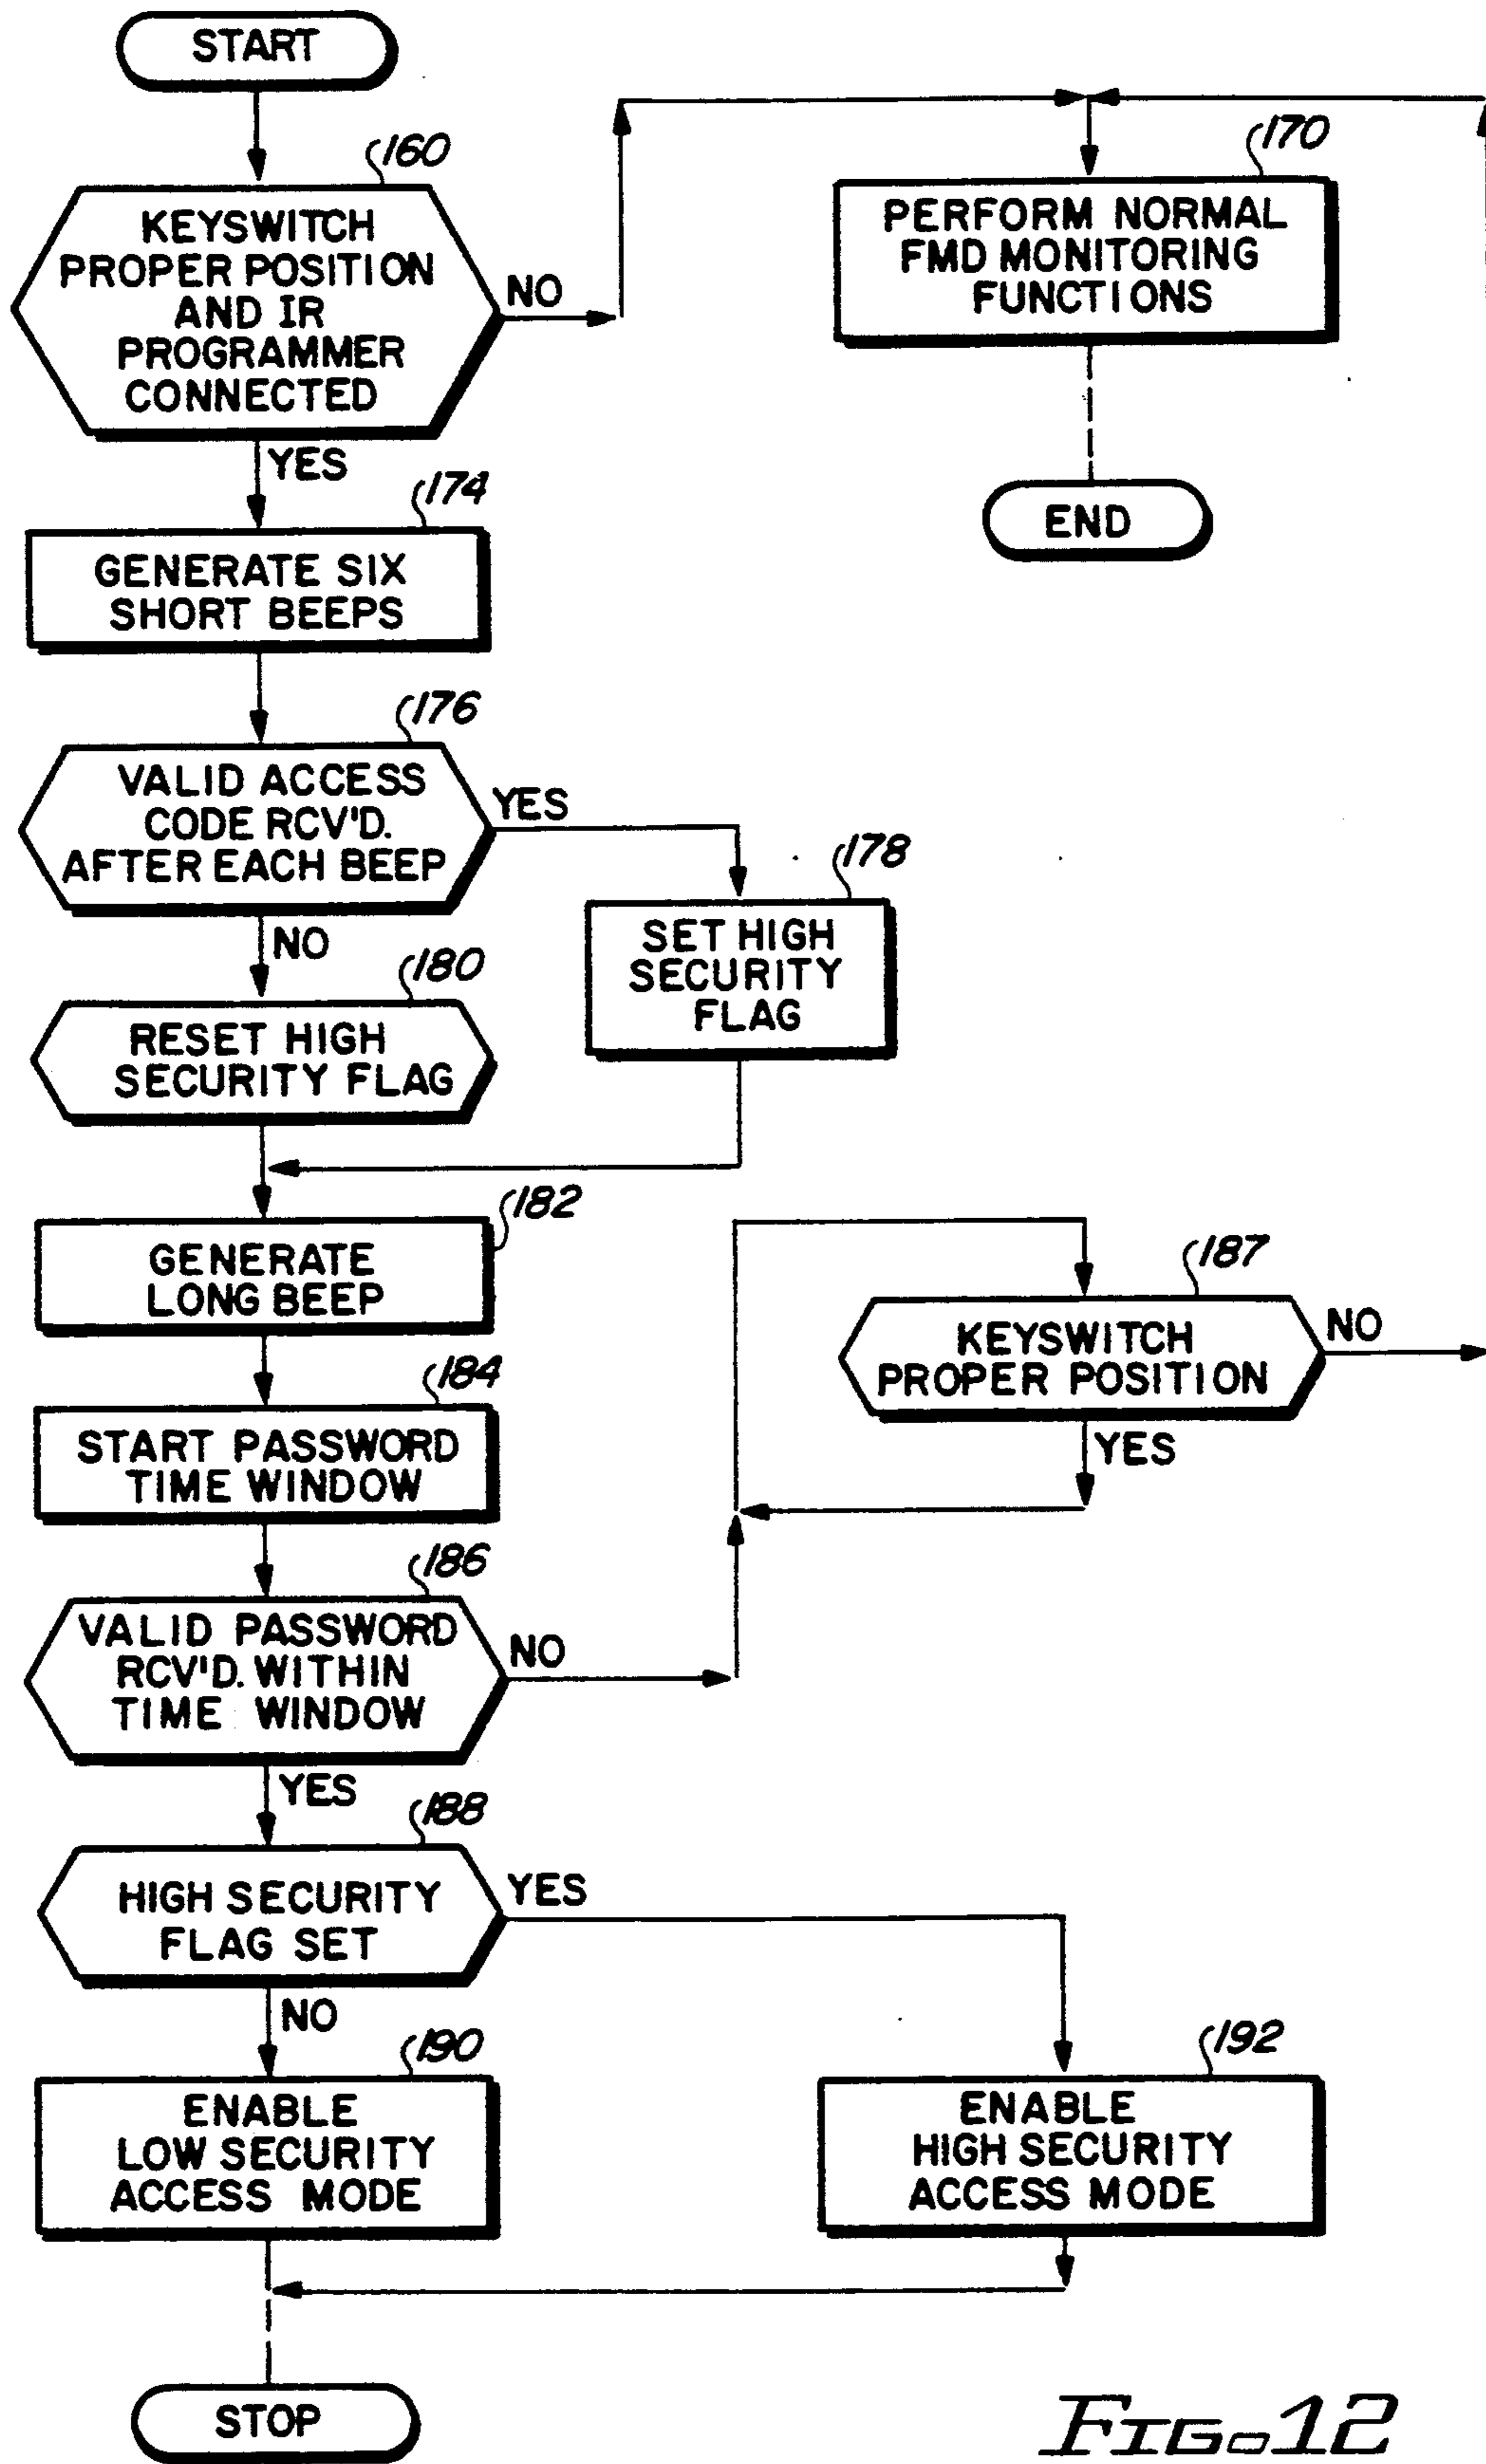 START
160
KEYSWITCH
PROPER POSITION
AND IR
PROGRAMMER
CONNECTED
NO
YES
170
PERFORM NORMAL
FMD MONITORING
FUNCTIONS
END
174
GENERATE SIX
SHORT BEEPS
176
VALID ACCESS
CODE RCV'D.
AFTER EACH BEEP
YES
NO
178
SET HIGH
SECURITY
FLAG
180
RESET HIGH
SECURITY FLAG
182
GENERATE
LONG BEEP
184
START PASSWORD
TIME WINDOW
186
VALID PASSWORD
RCV'D. WITHIN
TIME WINDOW
NO
YES
187
KEYSWITCH
PROPER POSITION
NO
YES
188
HIGH SECURITY
FLAG SET
YES
NO
190
ENABLE
LOW SECURITY
ACCESS MODE
192
ENABLE
HIGH SECURITY
ACCESS MODE
STOP
FIG. 12